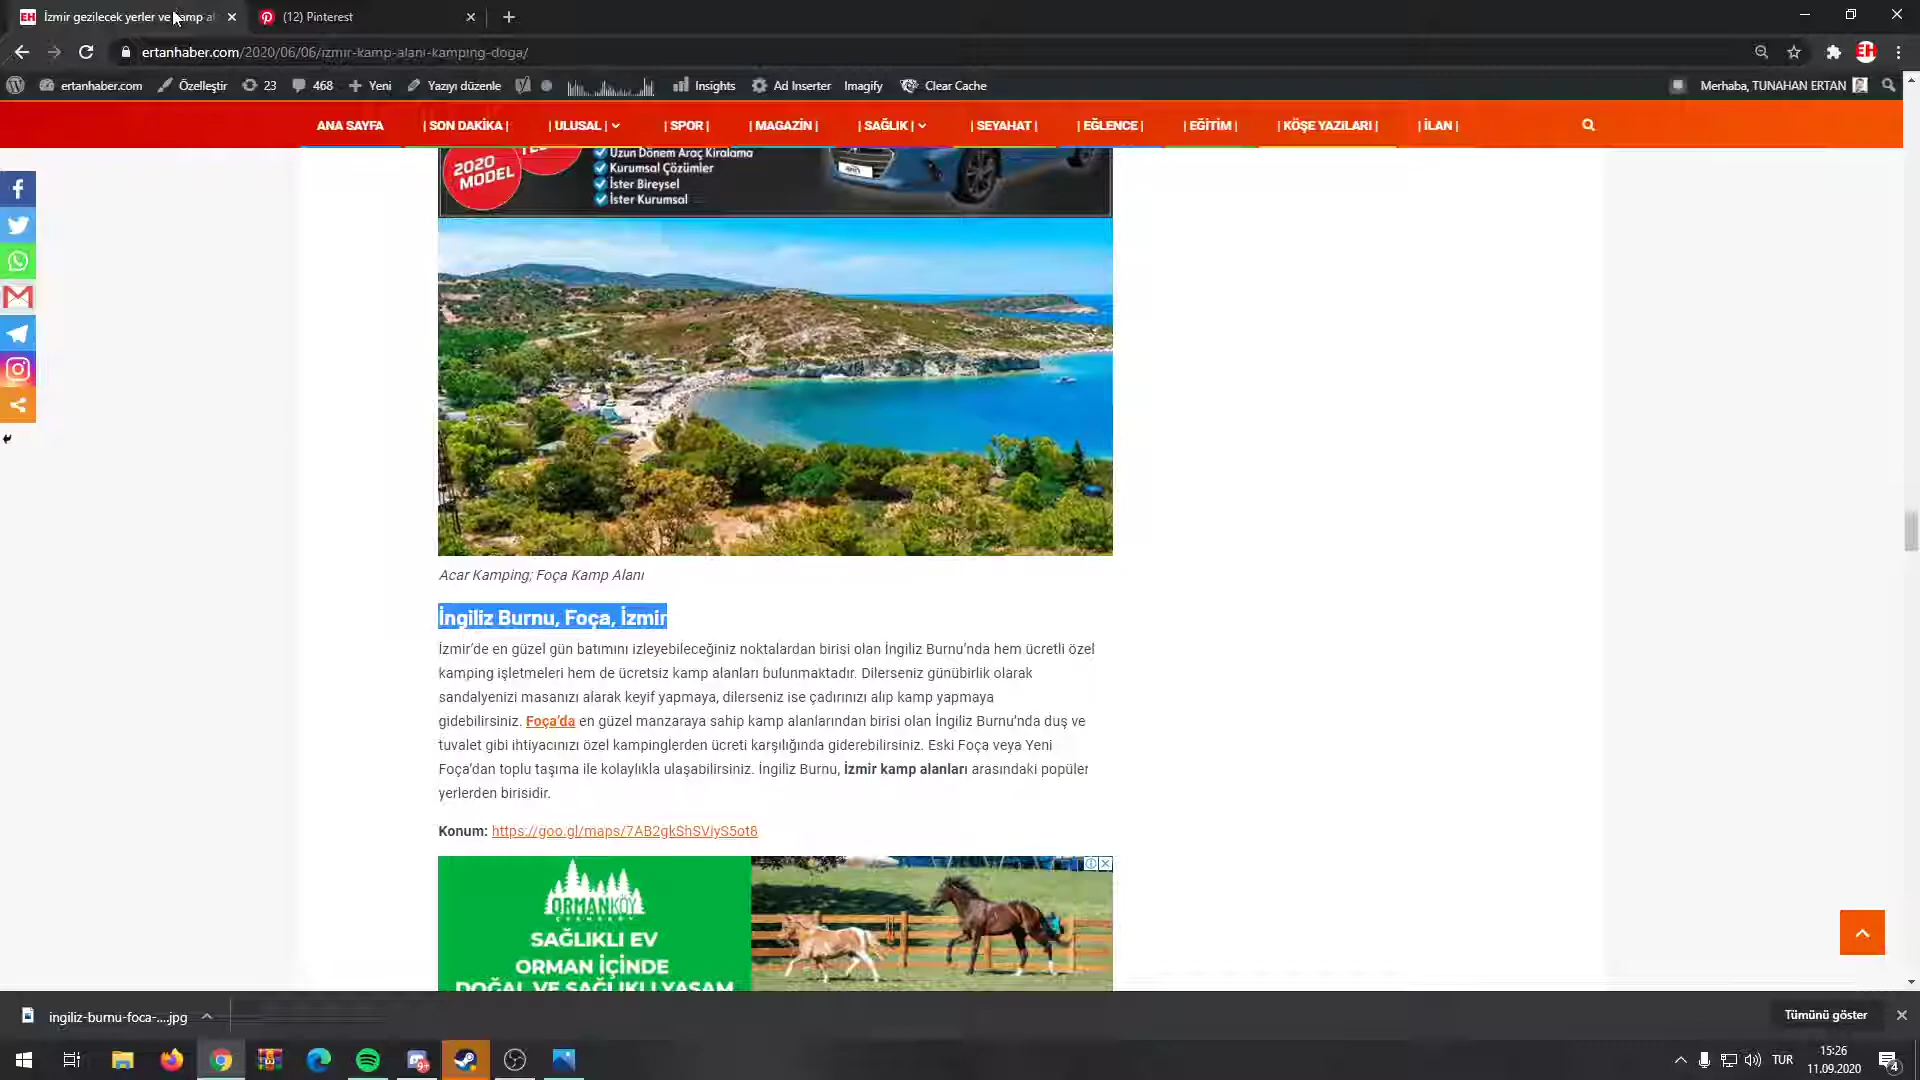 EH İzmir gezilecek yerler ve kamp al
(12) Pinterest
ertanhaber.com/2020/06/06/izmir-kamp-alani-kamping-doga/
ertanhaber.com Özelleştir 23 468 Yeni Yazıyı düzenle Insights Ad Inserter Imagify Clear Cache Merhaba, TUNAHAN ERTAN
ANA SAYFA | SON DAKİKA | | ULUSAL | | SPOR | | MAGAZİN | | SAĞLIK | | SEYAHAT | | EĞLENCE | | EĞİTİM | | KÖŞE YAZILARI | | İLAN |
2020 MODEL
Uzun Dönem Araç Kiralama
Kurumsal Çözümler
İster Bireysel
İster Kurumsal
Acar Kamping; Foça Kamp Alanı
İngiliz Burnu, Foça, İzmir
İzmir'de en güzel gün batımını izleyebileceğiniz noktalardan birisi olan İngiliz Burnu'nda hem ücretli özel
kamping işletmeleri hem de ücretsiz kamp alanları bulunmaktadır. Dilerseniz günübirlik olarak
sandalyenizi masanızı alarak keyif yapmaya, dilerseniz ise çadırınızı alıp kamp yapmaya
gidebilirsiniz. Foça'da en güzel manzaraya sahip kamp alanlarından birisi olan İngiliz Burnu'nda duş ve
tuvalet gibi ihtiyacınızı özel kampinglerden ücreti karşılığında giderebilirsiniz. Eski Foça veya Yeni
Foça'dan toplu taşıma ile kolaylıkla ulaşabilirsiniz. İngiliz Burnu, İzmir kamp alanları arasındaki popüler
yerlerden birisidir.
Konum: https://goo.gl/maps/7AB2gkShSViyS5ot8
ORMANKÖY
SAĞLIKLI EV
ORMAN İÇİNDE
DOĞAL VE SAĞLIKLI YAŞAM
ingiliz-burnu-foca-....jpg
Tümünü göster
TUR
15:26
11.09.2020
4